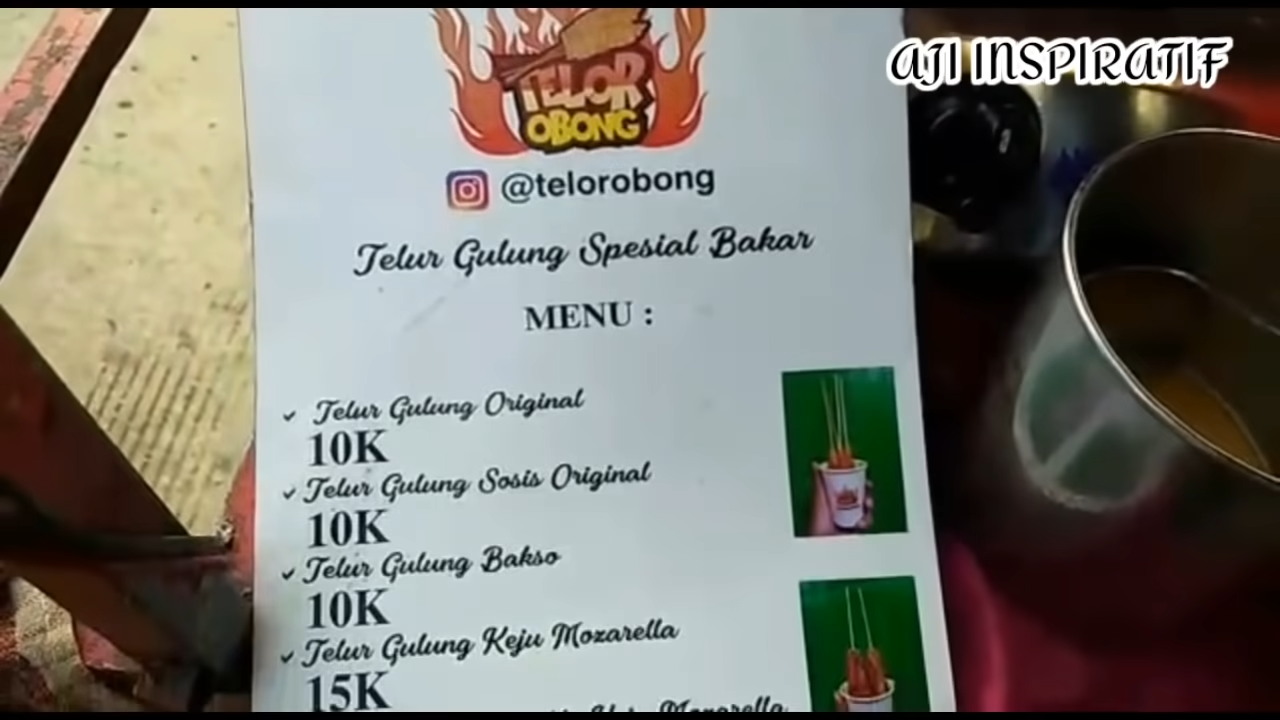 AJI INSPIRATIF
TELOR
OBONG
@telorobong
Telur Gulung Spesial Bakar
MENU :
Telur Gulung Original
10K
Telur Gulung Sosis Original
10K
Telur Gulung Bakso
10K
Telur Gulung Keju Mozarella
15K
Mozarella